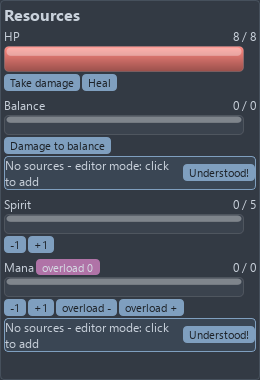 Resources
HP 8 / 8
Take damage Heal
Balance 0 / 0
Damage to balance
No sources - editor mode: click
to add
Understood!
Spirit 0 / 5
-1 +1
Mana overload 0 0 / 0
-1 +1 overload - overload +
No sources - editor mode: click
to add
Understood!